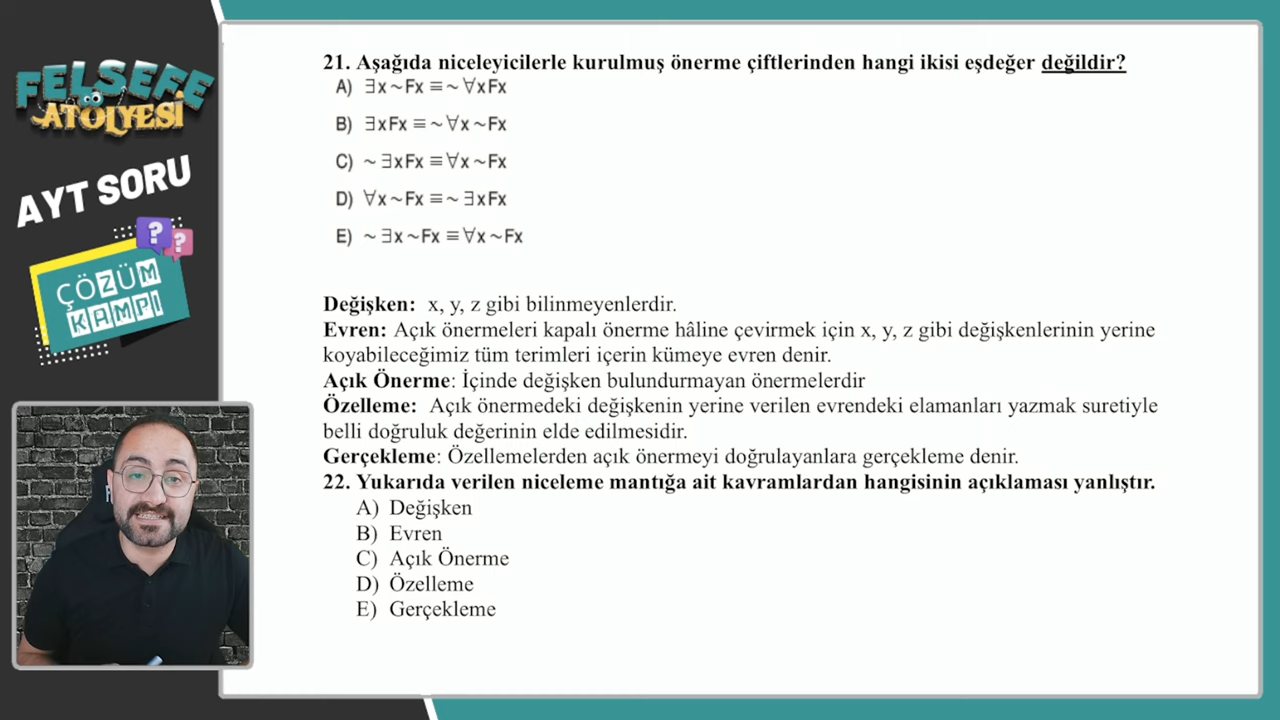 FELSEFE
ATÖLYESİ
AYT SORU
ÇÖZÜM
KAMPI
21. Aşağıda niceleyicilerle kurulmuş önerme çiftlerinden hangi ikisi eşdeğer değildir?
A) ∃x~Fx ≡~ ∀xFx
B) ∃xFx ≡ ~ ∀x ~Fx
C) ~ ∃xFx ≡ ∀x ~Fx
D) ∀x~Fx ≡~ ∃xFx
E) ~ ∃x ~Fx ≡ ∀x ~Fx
Değişken: x, y, z gibi bilinmeyenlerdir.
Evren: Açık önermeleri kapalı önerme hâline çevirmek için x, y, z gibi değişkenlerinin yerine
koyabileceğimiz tüm terimleri içerin kümeye evren denir.
Açık Önerme: İçinde değişken bulundurmayan önermelerdir
Özelleme: Açık önermedeki değişkenin yerine verilen evrendeki elamanları yazmak suretiyle
belli doğruluk değerinin elde edilmesidir.
Gerçekleme: Özellemelerden açık önermeyi doğrulayanlara gerçekleme denir.
22. Yukarıda verilen niceleme mantığa ait kavramlardan hangisinin açıklaması yanlıştır.
A) Değişken
B) Evren
C) Açık Önerme
D) Özelleme
E) Gerçekleme